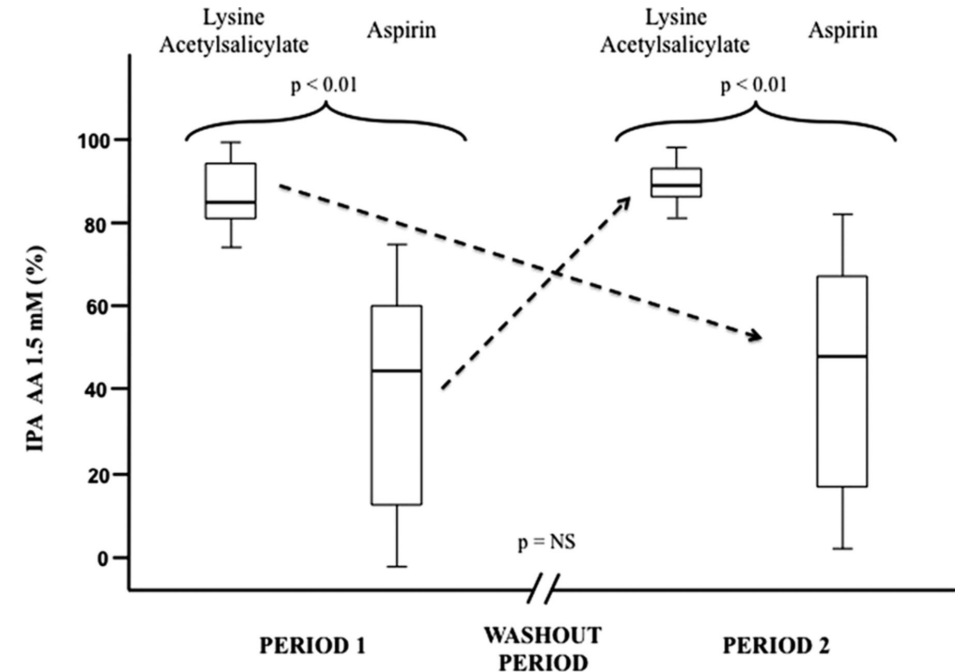 Lysine
Acetylsalicylate
Aspirin
Lysine
Acetylsalicylate
Aspirin
p < 0.01
p < 0.01
100
80
60
40
20
0
IPA AA 1.5 mM (%)
p = NS
PERIOD 1
WASHOUT
PERIOD
PERIOD 2